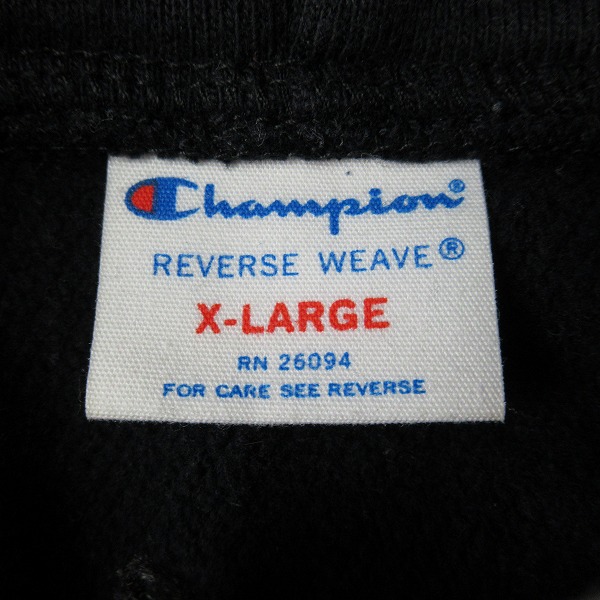 Champion®
REVERSE WEAVE®
X-LARGE
RN 26094
FOR CARE SEE REVERSE